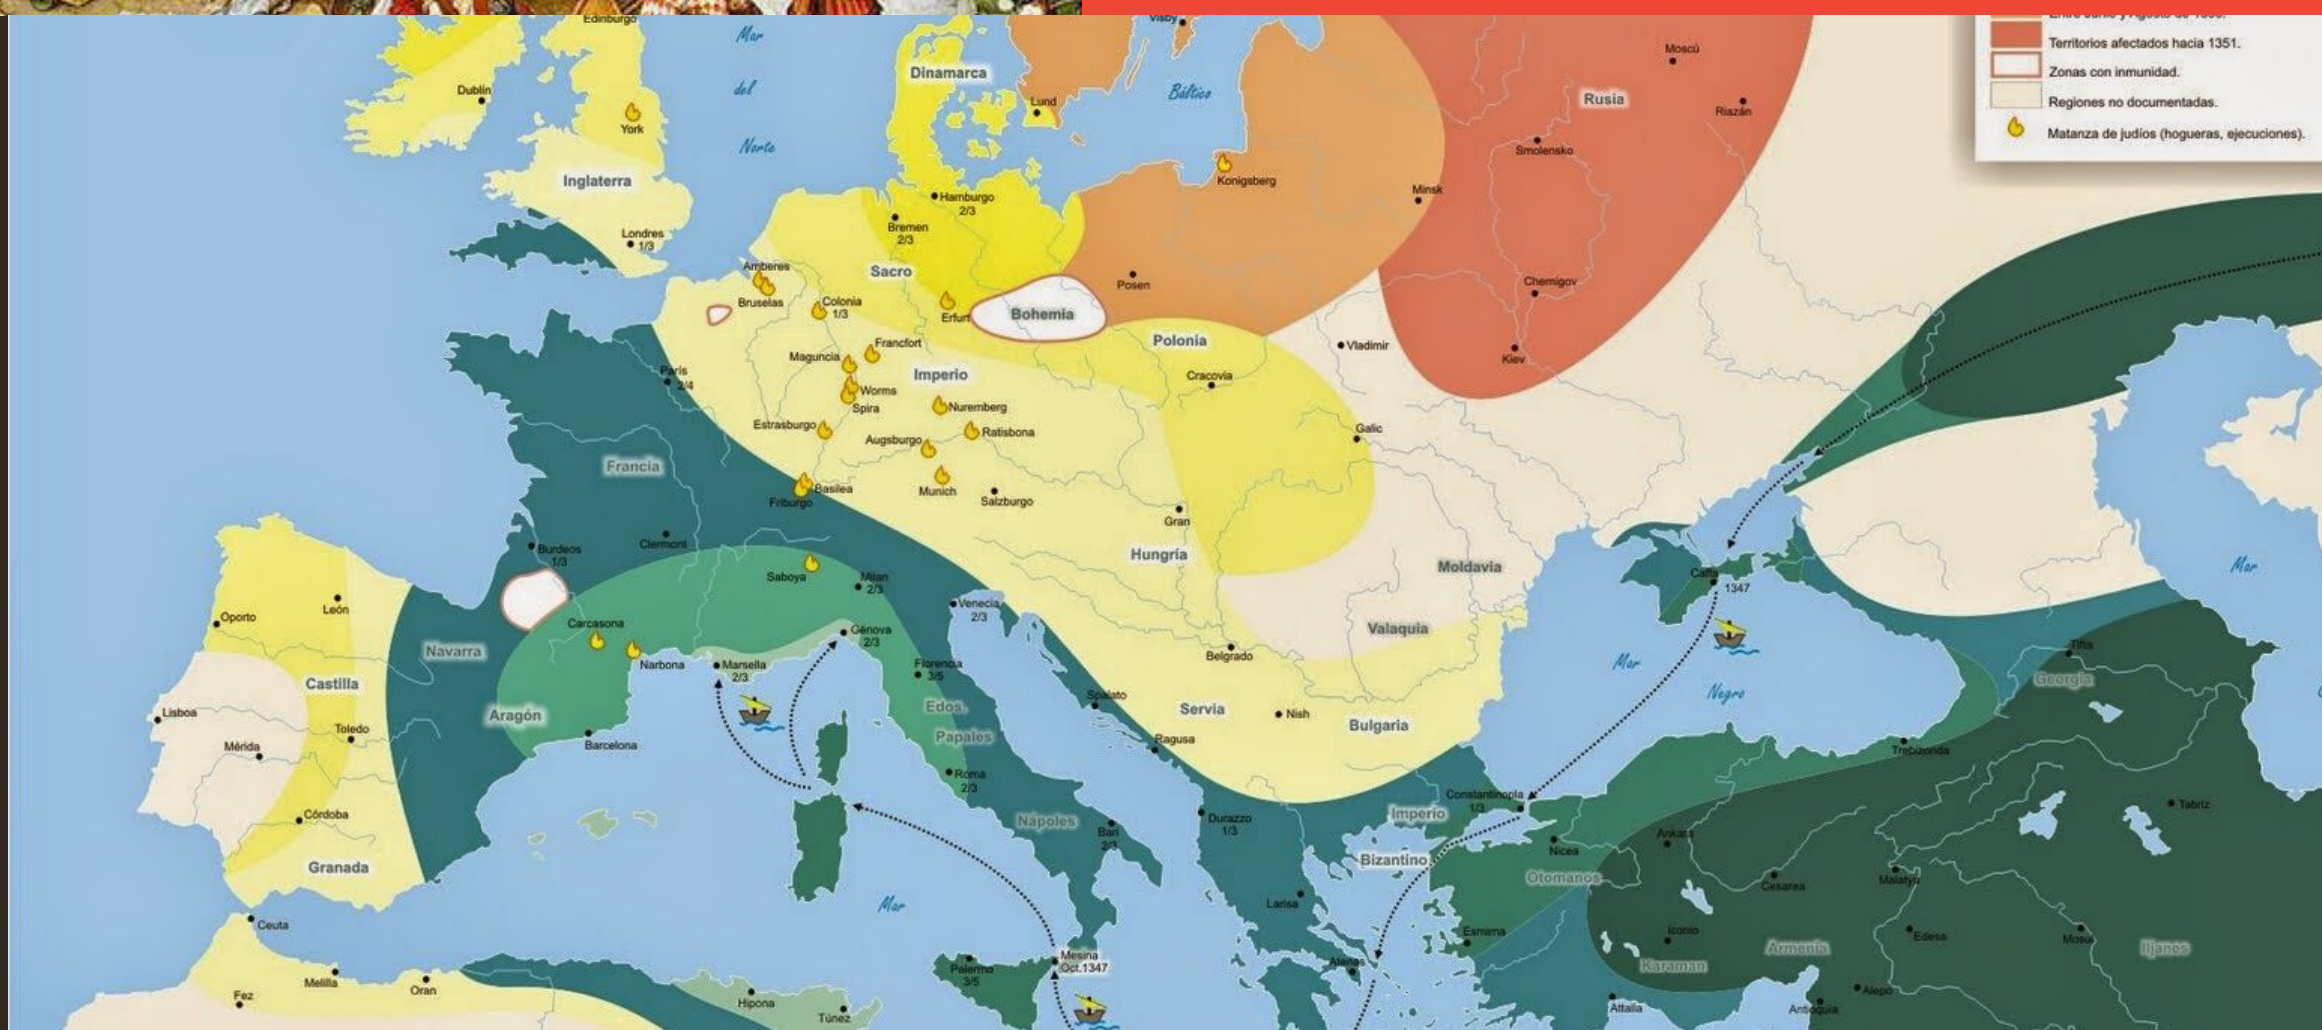 Edinburgo
Mar
del
Norte
Dublín
York
Inglaterra
Londres
1/3
Dinamarca
Visby
Lund
Báltico
Hamburgo
2/3
Bremen
2/3
Sacro
Konigsberg
Minsk
Moscú
Rusia
Riazán
Smolensko
Territorios afectados hacia 1351.
Zonas con inmunidad.
Regiones no documentadas.
Matanza de judíos (hogueras, ejecuciones).
Amberes
Bruselas
Colonia
1/3
Erfurt
Bohemia
Posen
Chernigov
Polonia
Vladimir
Kiev
Francfort
Maguncia
Imperio
Cracovia
París
2/4
Worms
Spira
Nuremberg
Estrasburgo
Augsburgo
Ratisbona
Galic
Francia
Basilea
Friburgo
Munich
Salzburgo
Gran
Hungría
Burdeos
1/3
Clermont
Saboya
Milan
2/3
Moldavia
Caffa
1347
Mar
Venecia
2/3
Oporto
León
Carcasona
Génova
2/3
Valaquia
Navarra
Narbona
Marsella
2/3
Florencia
3/5
Belgrado
Mar
Negro
Tiflis
Georgia
Castilla
Lisboa
Aragón
Edos.
Papales
Spalato
Servia
Nish
Bulgaria
Toledo
Mérida
Barcelona
Ragusa
Trebizonda
Roma
2/3
Constantinopla
1/3
Tabriz
Córdoba
Nápoles
Bari
2/3
Durazzo
1/3
Imperio
Bizantino
Ankara
Nicea
Granada
Otomanos
Cesarea
Malatya
Mar
Larisa
Ceuta
Esmirna
Iconio
Armenia
Edesa
Mosul
Iljanes
Mesina
Oct.1347
Palermo
3/5
Atenas
Karaman
Melilla
Oran
Fez
Hipona
Túnez
Attalia
Alepo
Antioquia